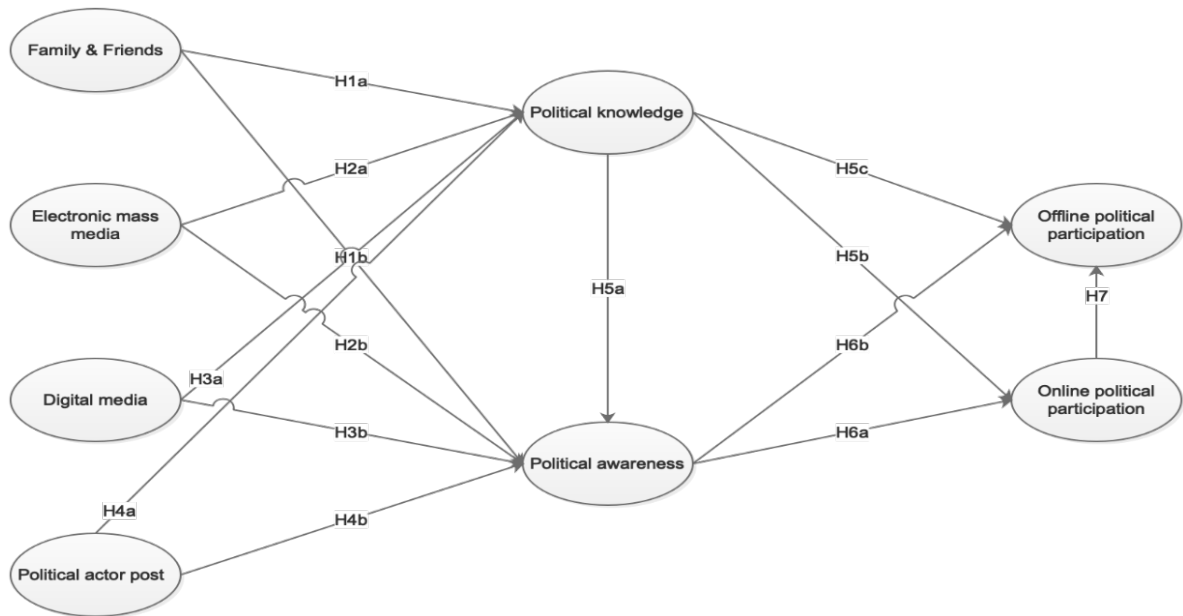 Family & Friends
H1a
Political knowledge
H2a
H5c
Electronic mass
media
Offline political
participation
H1b
H5b
H5a
H7
H2b
H6b
H3a
Digital media
Online political
participation
H3b
H6a
Political awareness
H4a
H4b
Political actor post